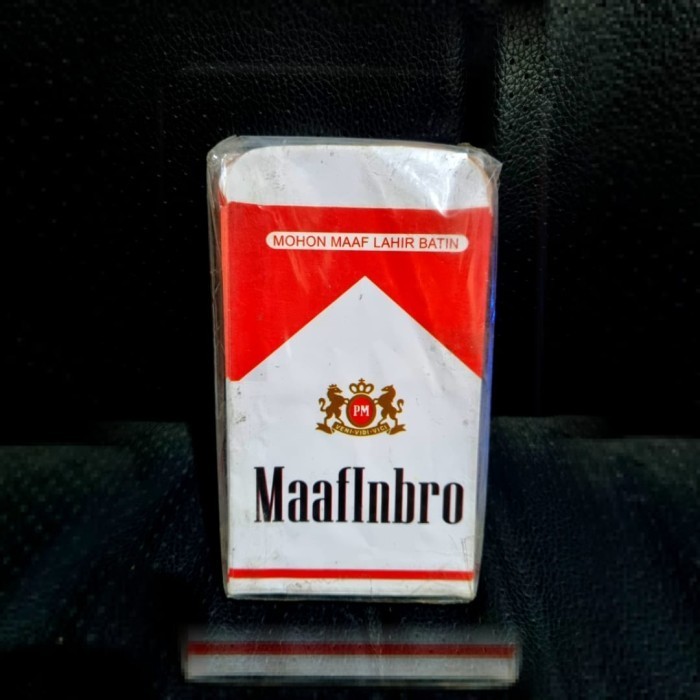 MOHON MAAF LAHIR BATIN
PM
VENI·VIDI·VICI
MaafInbro